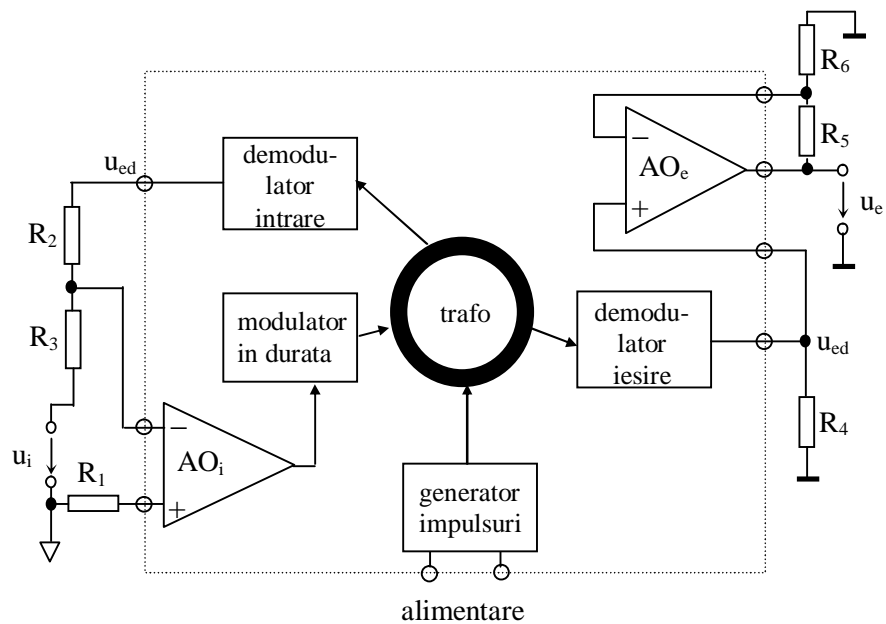 R6
R5
AOe
−
+
ue
ued
demodu-
lator
intrare
R2
R3
modulator
in durata
trafo
demodu-
lator
iesire
ued
R4
−
AOi
+
ui
R1
generator
impulsuri
alimentare